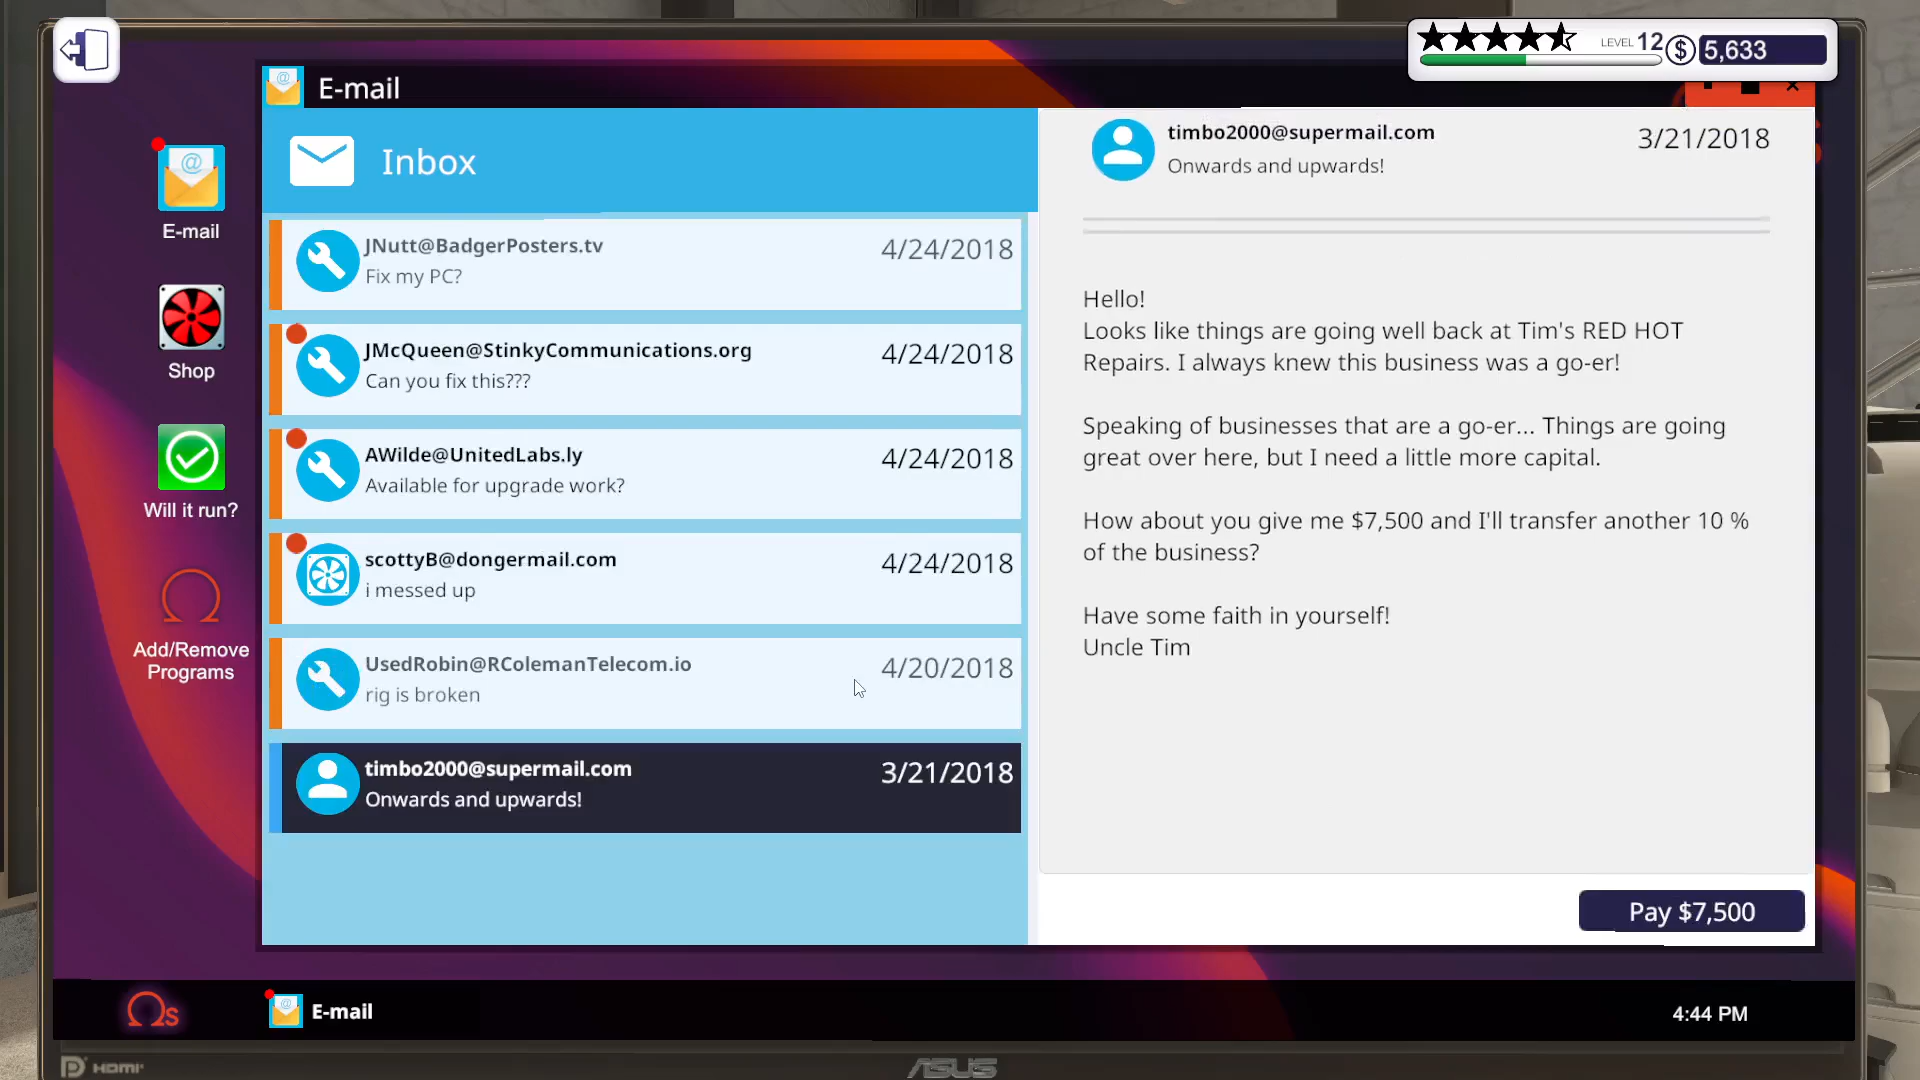 LEVEL 12
$ 5,633
E-mail
Inbox
JNutt@BadgerPosters.tv
4/24/2018
Fix my PC?
JMcQueen@StinkyCommunications.org
4/24/2018
Can you fix this???
AWilde@UnitedLabs.ly
4/24/2018
Available for upgrade work?
scottyB@dongermail.com
4/24/2018
i messed up
UsedRobin@RColemanTelecom.io
4/20/2018
rig is broken
timbo2000@supermail.com
3/21/2018
Onwards and upwards!
timbo2000@supermail.com
3/21/2018
Onwards and upwards!
Hello!
Looks like things are going well back at Tim's RED HOT
Repairs. I always knew this business was a go-er!
Speaking of businesses that are a go-er... Things are going
great over here, but I need a little more capital.
How about you give me $7,500 and I'll transfer another 10 %
of the business?
Have some faith in yourself!
Uncle Tim
Pay $7,500
E-mail
Shop
Will it run?
Add/Remove
Programs
Ωs
E-mail
4:44 PM
HDMI
ASUS